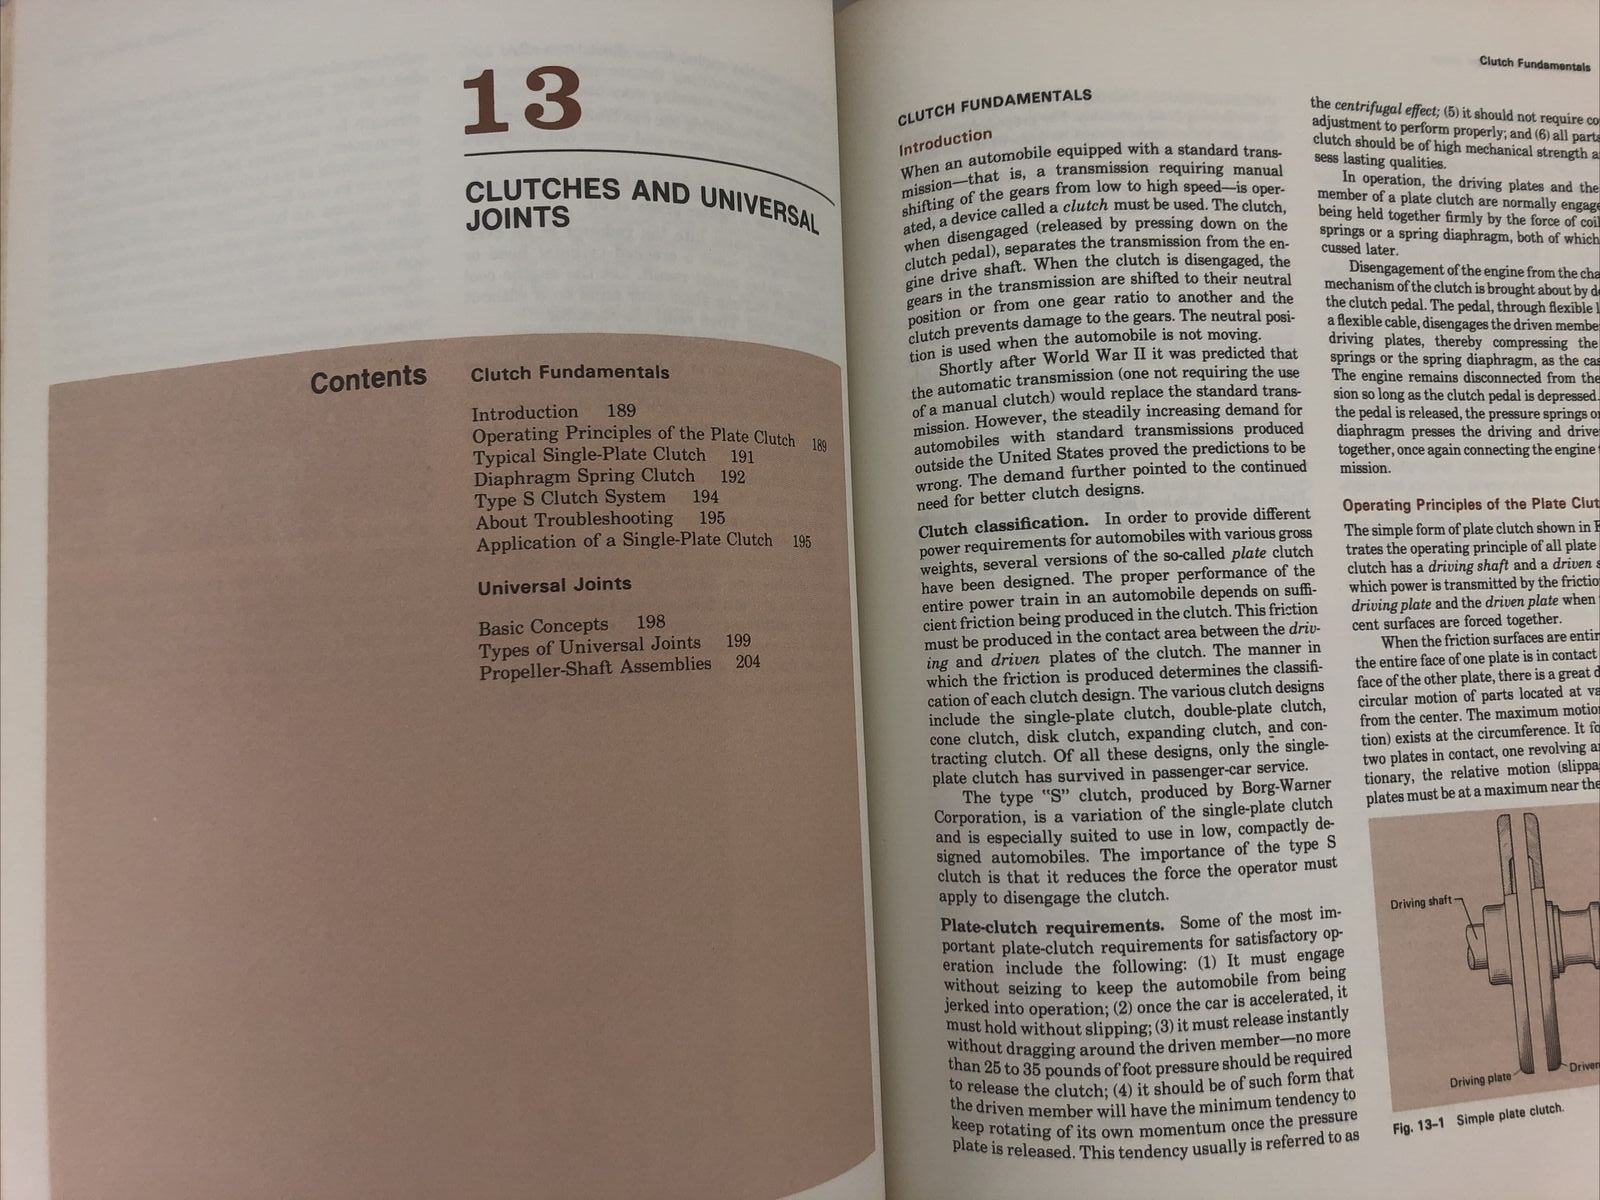 13
CLUTCHES AND UNIVERSAL
JOINTS
Contents
Clutch Fundamentals
Introduction 189
Operating Principles of the Plate Clutch 189
Typical Single-Plate Clutch 191
Diaphragm Spring Clutch 192
Type S Clutch System 194
About Troubleshooting 195
Application of a Single-Plate Clutch 195
Universal Joints
Basic Concepts 198
Types of Universal Joints 199
Propeller-Shaft Assemblies 204
Clutch Fundamentals
CLUTCH FUNDAMENTALS
Introduction
When an automobile equipped with a standard trans-
mission—that is, a transmission requiring manual
shifting of the gears from low to high speed—is oper-
ated, a device called a clutch must be used. The clutch,
when disengaged (released by pressing down on the
clutch pedal), separates the transmission from the en-
gine drive shaft. When the clutch is disengaged, the
gears in the transmission are shifted to their neutral
position or from one gear ratio to another and the
clutch prevents damage to the gears. The neutral posi-
tion is used when the automobile is not moving.
Shortly after World War II it was predicted that
the automatic transmission (one not requiring the use
of a manual clutch) would replace the standard trans-
mission. However, the steadily increasing demand for
automobiles with standard transmissions produced
outside the United States proved the predictions to be
wrong. The demand further pointed to the continued
need for better clutch designs.
Clutch classification. In order to provide different
power requirements for automobiles with various gross
weights, several versions of the so-called plate clutch
have been designed. The proper performance of the
entire power train in an automobile depends on suffi-
cient friction being produced in the clutch. This friction
must be produced in the contact area between the driv-
ing and driven plates of the clutch. The manner in
which the friction is produced determines the classifi-
cation of each clutch design. The various clutch designs
include the single-plate clutch, double-plate clutch,
cone clutch, disk clutch, expanding clutch, and con-
tracting clutch. Of all these designs, only the single-
plate clutch has survived in passenger-car service.
The type "S" clutch, produced by Borg-Warner
Corporation, is a variation of the single-plate clutch
and is especially suited to use in low, compactly de-
signed automobiles. The importance of the type S
clutch is that it reduces the force the operator must
apply to disengage the clutch.
Plate-clutch requirements. Some of the most im-
portant plate-clutch requirements for satisfactory op-
eration include the following: (1) It must engage
without seizing to keep the automobile from being
jerked into operation; (2) once the car is accelerated, it
must hold without slipping; (3) it must release instantly
without dragging around the driven member—no more
than 25 to 35 pounds of foot pressure should be required
to release the clutch; (4) it should be of such form that
the driven member will have the minimum tendency to
keep rotating of its own momentum once the pressure
plate is released. This tendency usually is referred to as
the centrifugal effect; (5) it should not require co
adjustment to perform properly; and (6) all parts
clutch should be of high mechanical strength a
sess lasting qualities.
In operation, the driving plates and the
member of a plate clutch are normally engage
being held together firmly by the force of coil
springs or a spring diaphragm, both of which
cussed later.
Disengagement of the engine from the cha
mechanism of the clutch is brought about by de
the clutch pedal. The pedal, through flexible l
a flexible cable, disengages the driven membe
driving plates, thereby compressing the
springs or the spring diaphragm, as the cas
The engine remains disconnected from the
sion so long as the clutch pedal is depressed.
the pedal is released, the pressure springs or
diaphragm presses the driving and drive
together, once again connecting the engine
mission.
Operating Principles of the Plate Clut
The simple form of plate clutch shown in F
trates the operating principle of all plate
clutch has a driving shaft and a driven s
which power is transmitted by the frictio
driving plate and the driven plate when
cent surfaces are forced together.
When the friction surfaces are entir
the entire face of one plate is in contact
face of the other plate, there is a great d
circular motion of parts located at va
from the center. The maximum motio
tion) exists at the circumference. It fo
two plates in contact, one revolving a
tionary, the relative motion (slippa
plates must be at a maximum near the
Driving shaft
Driving plate
Driven
Fig. 13-1 Simple plate clutch.